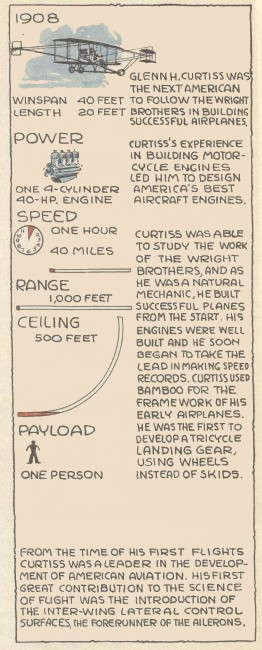 1908
GLENN H. CURTISS WAS
THE NEXT AMERICAN
TO FOLLOW THE WRIGHT
BROTHERS IN BUILDING
SUCCESSFUL AIRPLANES.
WINSPAN 40 FEET
LENGTH 20 FEET
POWER
ONE 4-CYLINDER
40-HP. ENGINE
CURTISS'S EXPERIENCE
IN BUILDING MOTOR-
CYCLE ENGINES
LED HIM TO DESIGN
AMERICA'S BEST
AIRCRAFT ENGINES.
SPEED
ONE HOUR
40 MILES
RANGE
1,000 FEET
CEILING
500 FEET
PAYLOAD
ONE PERSON
CURTISS WAS ABLE
TO STUDY THE WORK
OF THE WRIGHT
BROTHERS, AND AS
HE WAS A NATURAL
MECHANIC, HE BUILT
SUCCESSFUL PLANES
FROM THE START. HIS
ENGINES WERE WELL
BUILT AND HE SOON
BEGAN TO TAKE THE
LEAD IN MAKING SPEED
RECORDS. CURTISS USED
BAMBOO FOR THE
FRAMEWORK OF HIS
EARLY AIRPLANES.
HE WAS THE FIRST TO
DEVELOP A TRICYCLE
LANDING GEAR,
USING WHEELS
INSTEAD OF SKIDS.
FROM THE TIME OF HIS FIRST FLIGHTS
CURTISS WAS A LEADER IN THE DEVELOP-
MENT OF AMERICAN AVIATION. HIS FIRST
GREAT CONTRIBUTION TO THE SCIENCE
OF FLIGHT WAS THE INTRODUCTION OF
THE INTER-WING LATERAL CONTROL
SURFACES, THE FORERUNNER OF THE AILERONS.